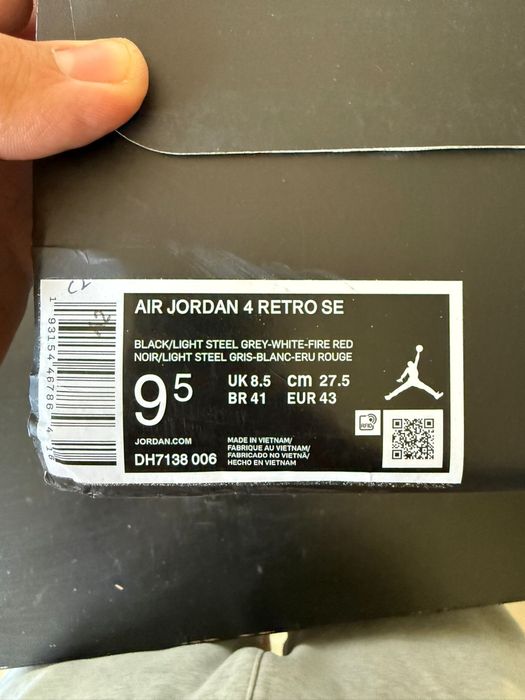 AIR JORDAN 4 RETRO SE
BLACK/LIGHT STEEL GREY-WHITE-FIRE RED
NOIR/LIGHT STEEL GRIS-BLANC-ERU ROUGE
9⁵
UK 8.5 CM 27.5
BR 41 EUR 43
RFID
JORDAN.COM
DH7138 006
MADE IN VIETNAM/
FABRIQUE AU VIETNAM/
FABRICADO NO VIETNÃ/
HECHO EN VIETNAM